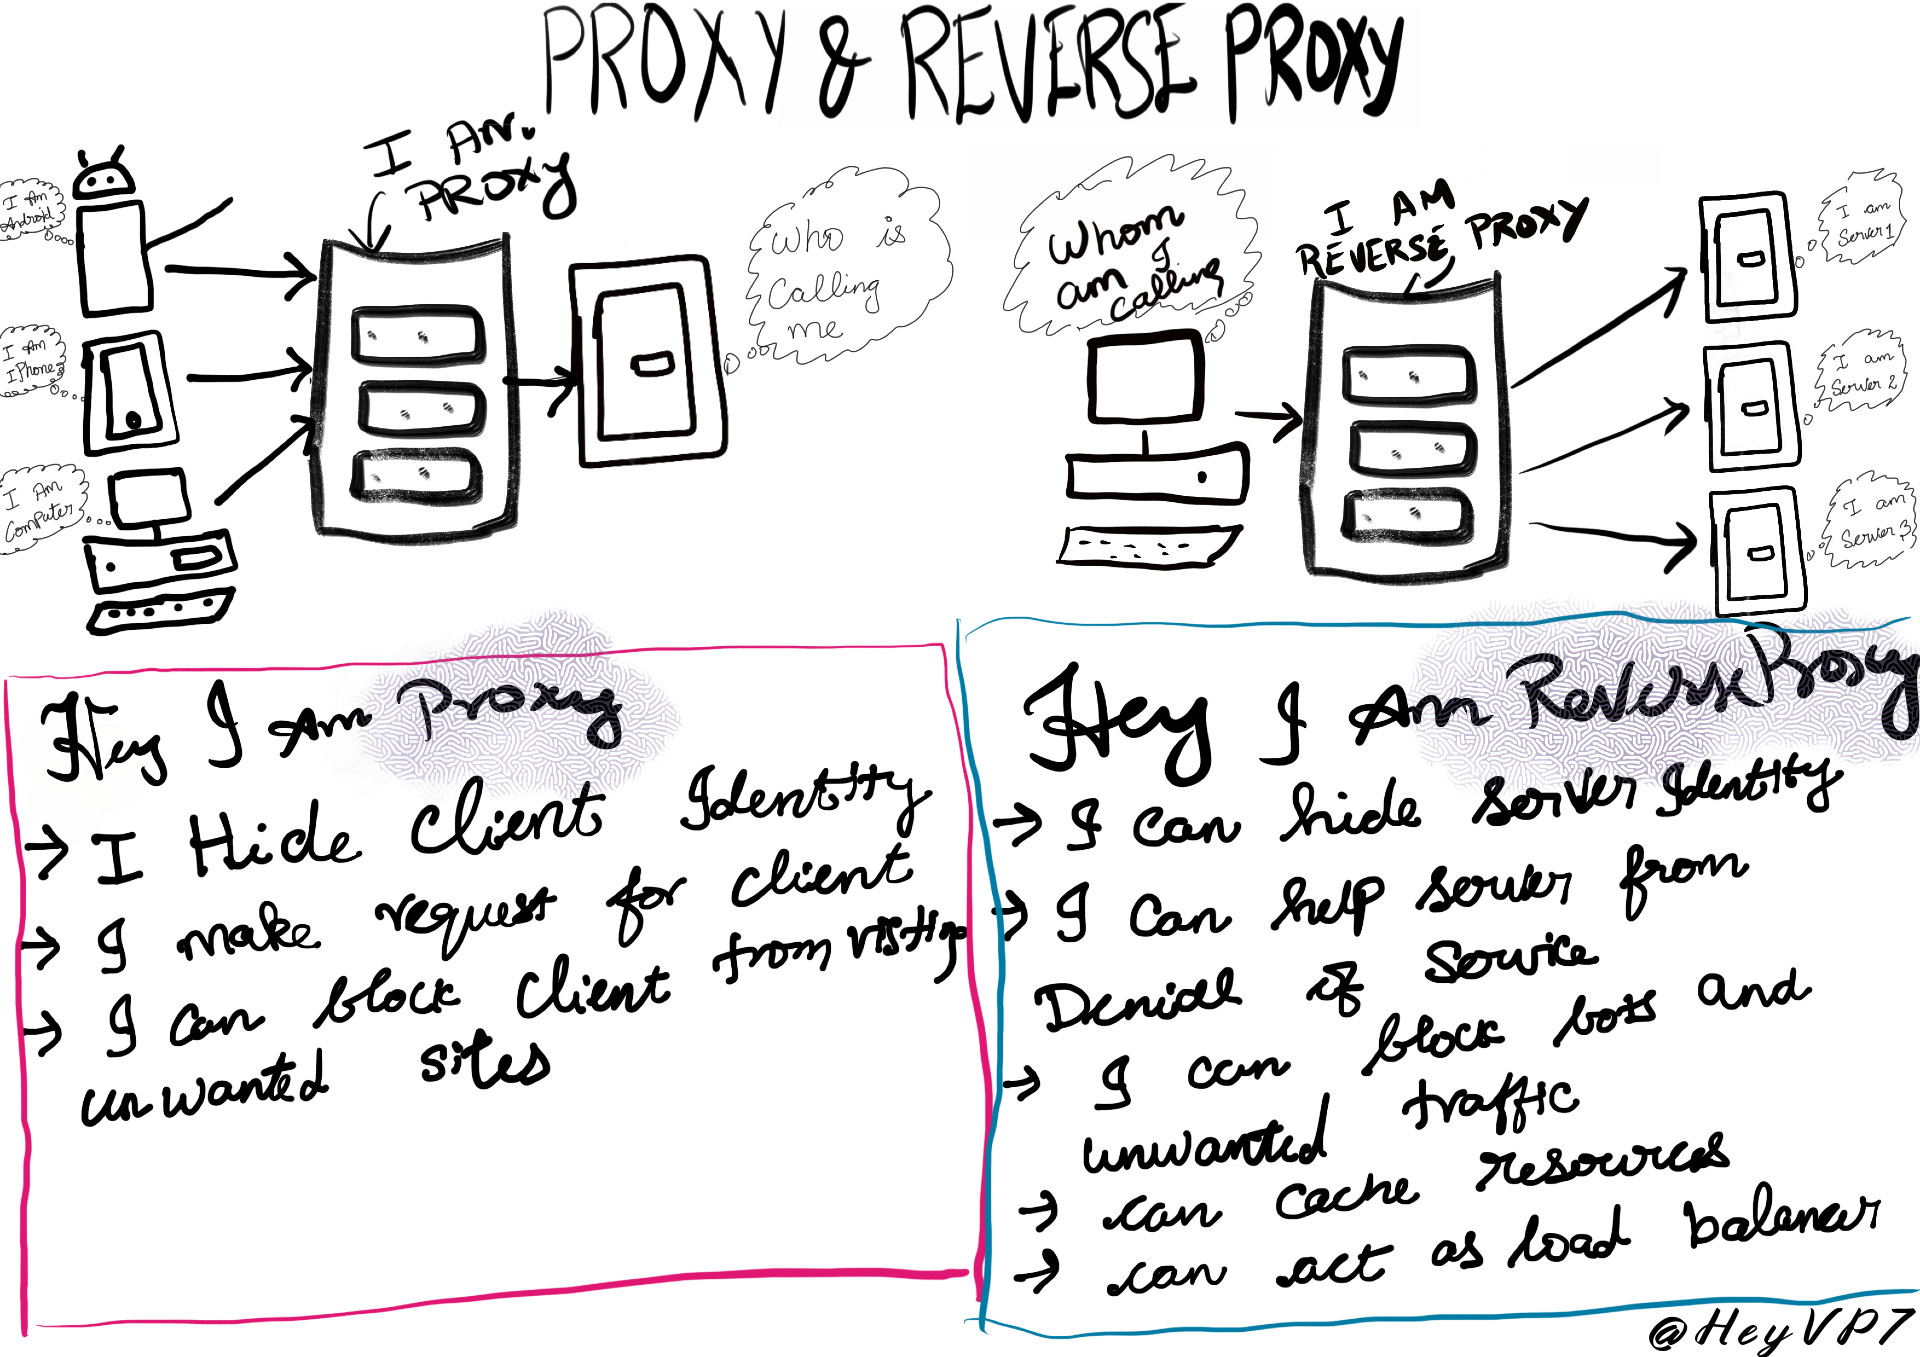 PROXY & REVERSE PROXY
I Am.
PROXY
I Am
Android
I Am
IPhone
I Am
Computer
Who is
Calling
me
Whom
am I
calling
I AM
REVERSE PROXY
I am
Server1
I am
Server 2
I am
Server 3
Hey I Am Proxy
→ I Hide Client Identity
→ I make request for client
→ I can block client from visting
unwanted sites
Hey I Am Reverse Proxy
→ I can hide server Identity
→ I can help server from
Denial of Service
→ I can block bots and
unwanted traffic
→ can cache resources
→ can act as load balancer
@HeyVP7